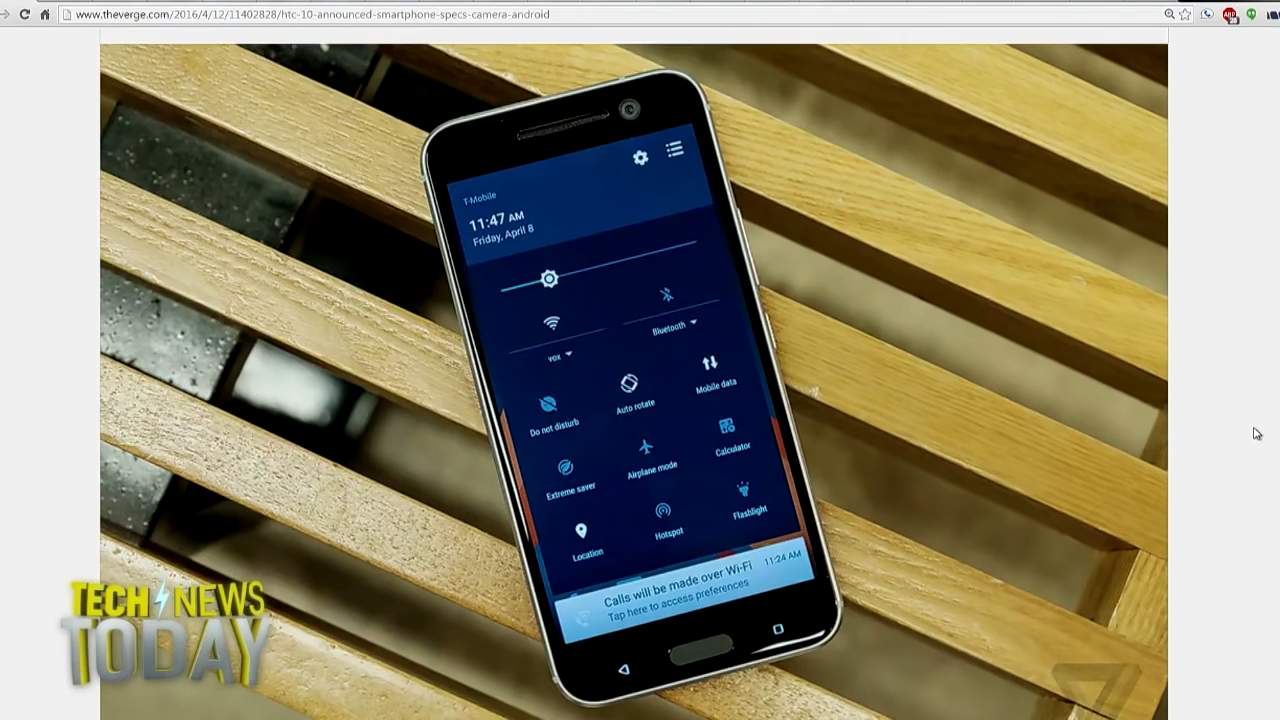 www.theverge.com/2016/4/12/11402828/htc-10-announced-smartphone-specs-camera-android
ABP
T-Mobile
11:47 AM
Friday, April 8
vox
Bluetooth
Do not disturb
Auto rotate
Mobile data
Extreme saver
Airplane mode
Calculator
Location
Hotspot
Flashlight
Calls will be made over Wi-Fi
11:24 AM
Tap here to access preferences
TECH NEWS
TODAY